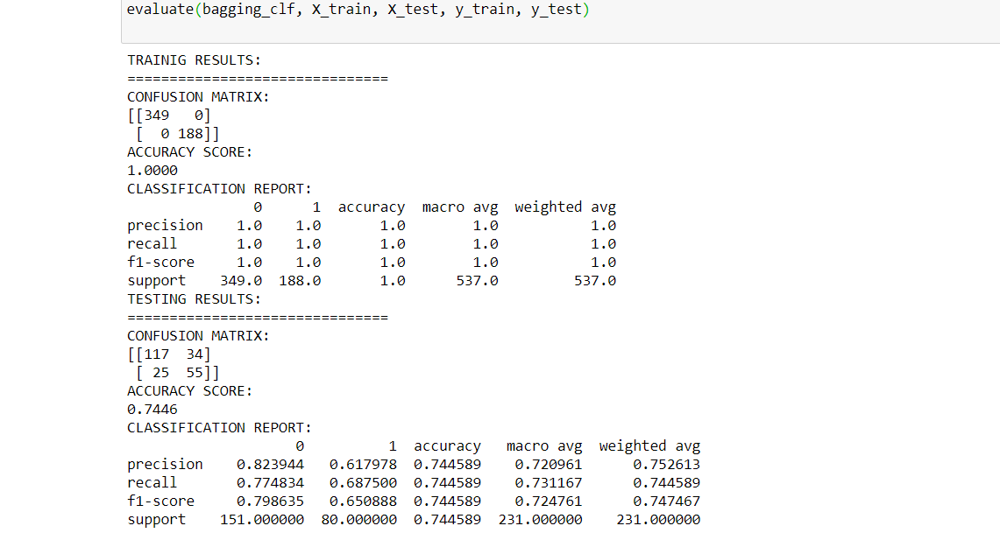 evaluate(bagging_clf, X_train, X_test, y_train, y_test)
TRAINIG RESULTS:
===============================
CONFUSION MATRIX:
[[349   0]
 [  0 188]]
ACCURACY SCORE:
1.0000
CLASSIFICATION REPORT:
               0      1  accuracy  macro avg  weighted avg
precision    1.0    1.0       1.0        1.0           1.0
recall       1.0    1.0       1.0        1.0           1.0
f1-score     1.0    1.0       1.0        1.0           1.0
support    349.0  188.0       1.0      537.0         537.0
TESTING RESULTS:
===============================
CONFUSION MATRIX:
[[117  34]
 [ 25  55]]
ACCURACY SCORE:
0.7446
CLASSIFICATION REPORT:
                    0          1  accuracy   macro avg  weighted avg
precision    0.823944   0.617978  0.744589    0.720961      0.752613
recall       0.774834   0.687500  0.744589    0.731167      0.744589
f1-score     0.798635   0.650888  0.744589    0.724761      0.747467
support    151.000000  80.000000  0.744589  231.000000    231.000000